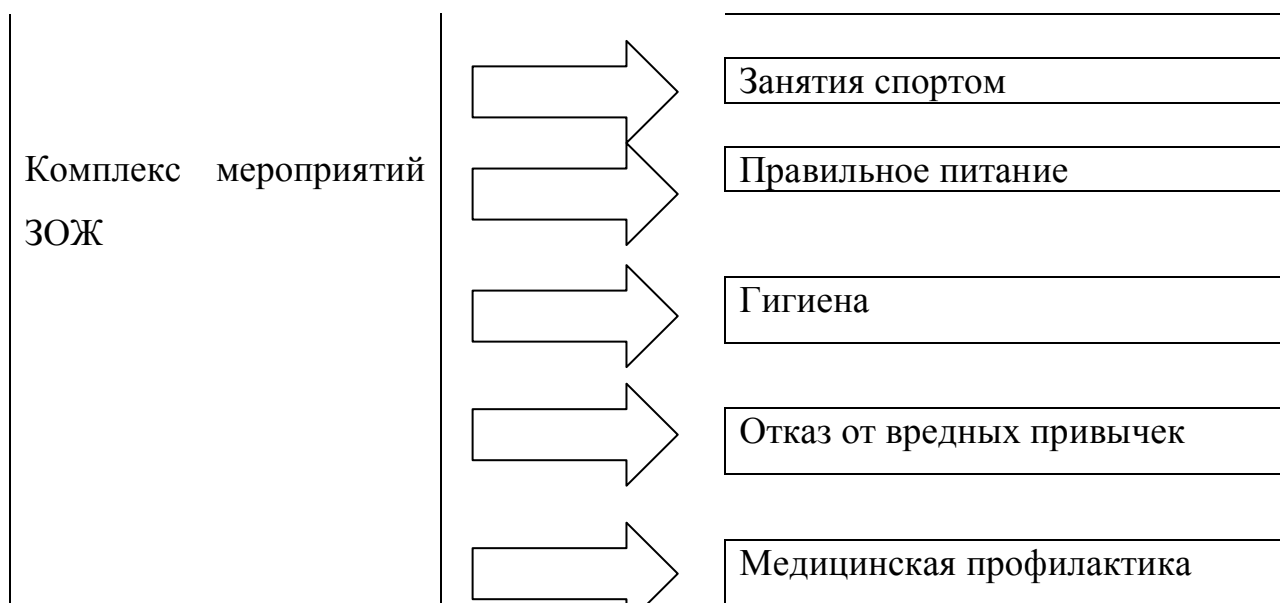 Занятия спортом
Комплекс мероприятий
ЗОЖ
Правильное питание
Гигиена
Отказ от вредных привычек
Медицинская профилактика